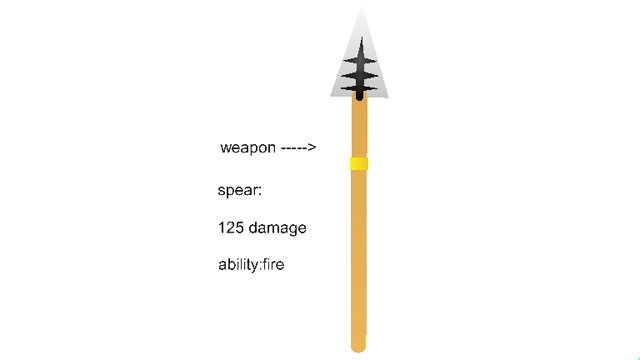 weapon ----->
spear:
125 damage
ability:fire